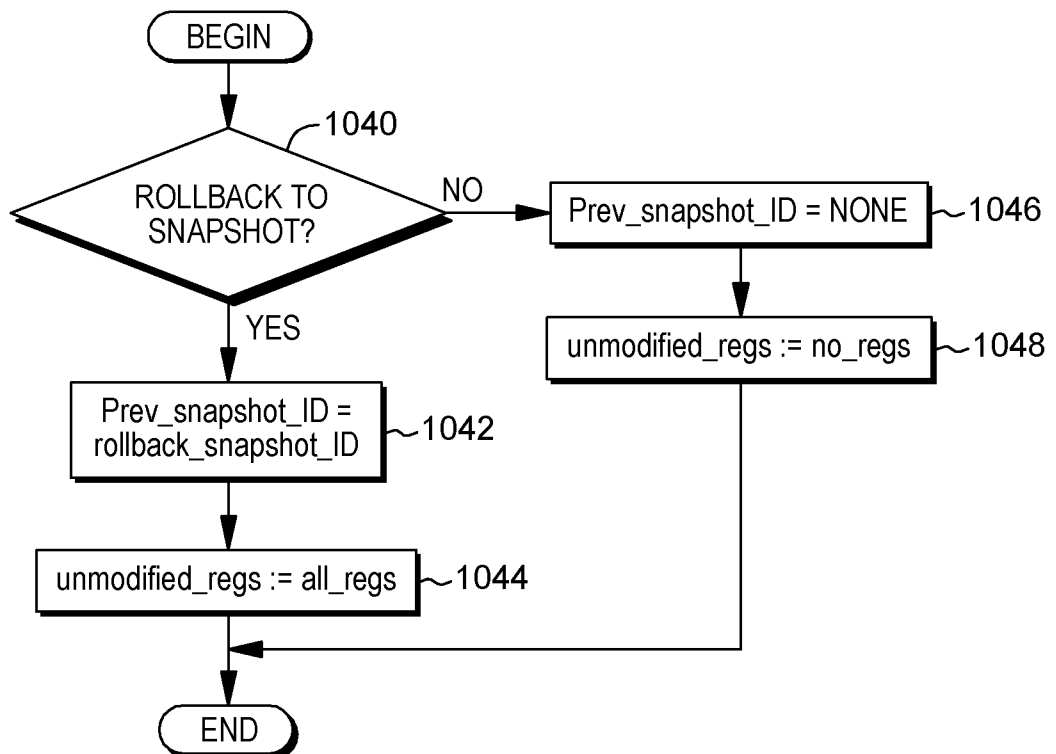 BEGIN
1040
ROLLBACK TO
SNAPSHOT?
NO
Prev_snapshot_ID = NONE
1046
YES
unmodified_regs := no_regs
1048
Prev_snapshot_ID =
rollback_snapshot_ID
1042
unmodified_regs := all_regs
1044
END